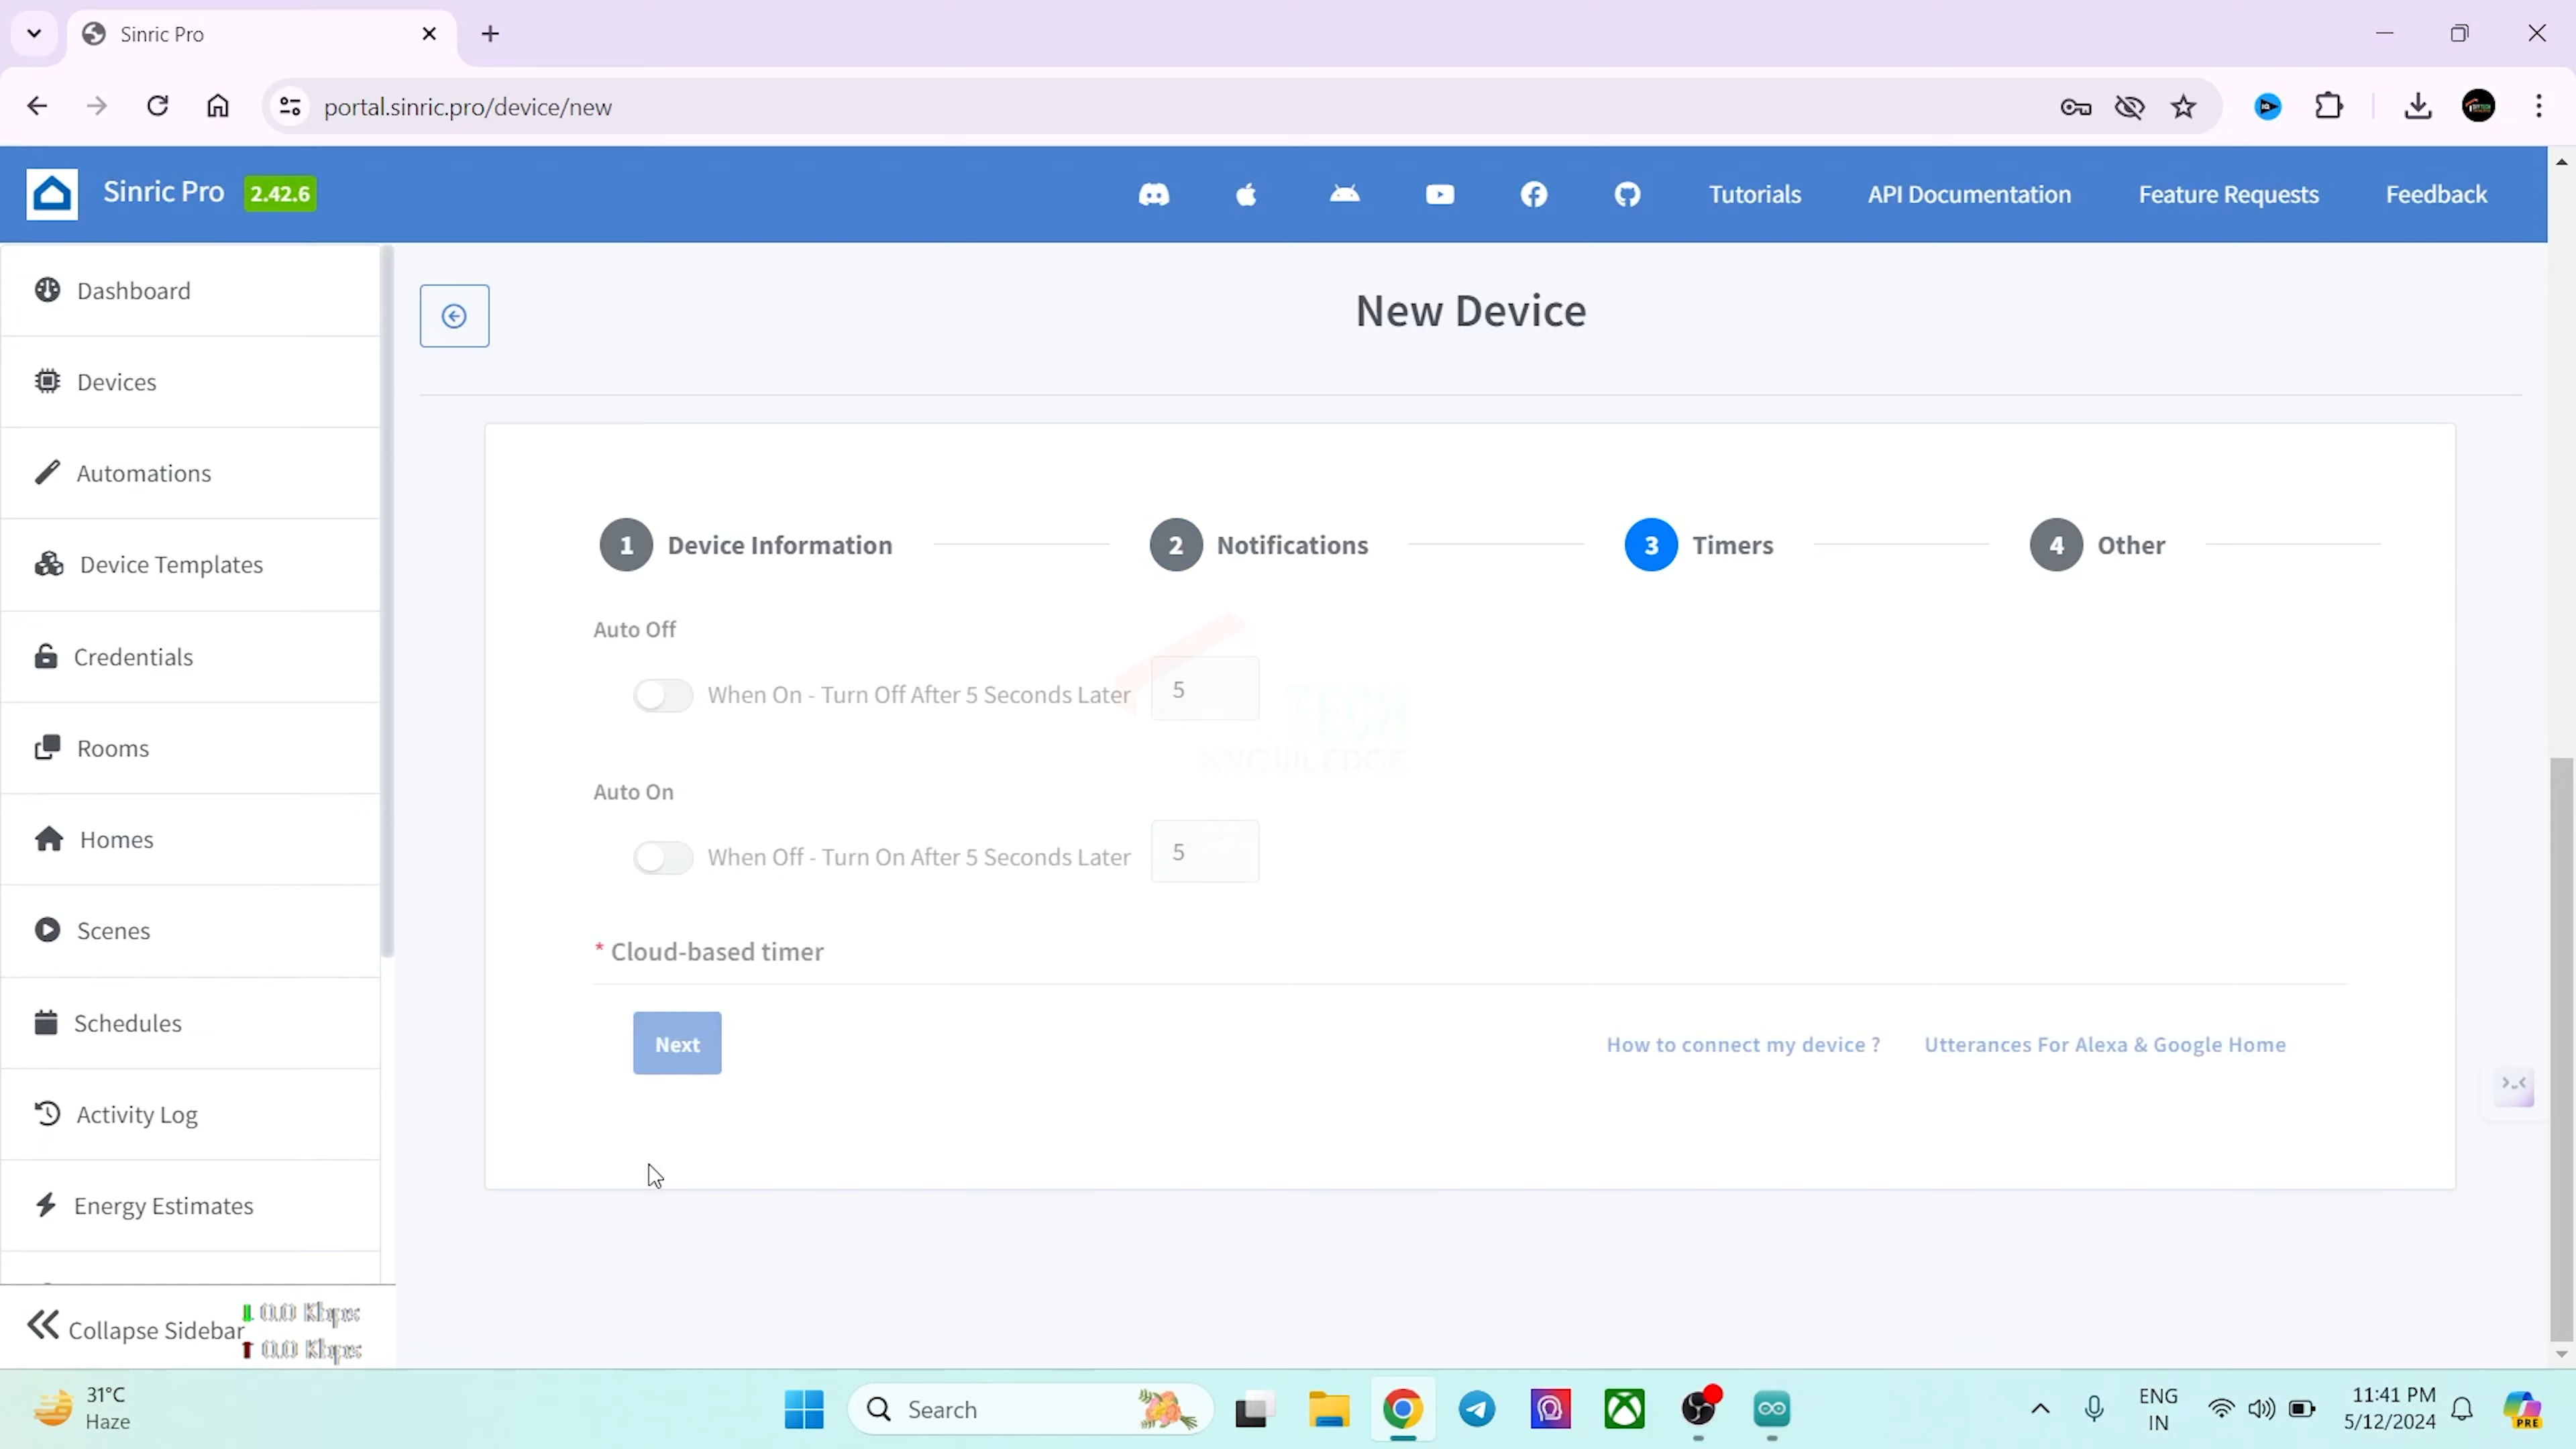 Sinric Pro
portal.sinric.pro/device/new
Sinric Pro 2.42.6 Tutorials API Documentation Feature Requests Feedback
Dashboard
Devices
Automations
Device Templates
Credentials
Rooms
Homes
Scenes
Schedules
Activity Log
Energy Estimates
Collapse Sidebar
0.0 Kbps
0.0 Kbps
New Device
1 Device Information 2 Notifications 3 Timers 4 Other
Auto Off
When On - Turn Off After 5 Seconds Later 5
TECH
KNOWLEDGE
Auto On
When Off - Turn On After 5 Seconds Later 5
* Cloud-based timer
Next How to connect my device ? Utterances For Alexa & Google Home
31°C
Haze
Search
ENG
IN
11:41 PM
5/12/2024
PRE